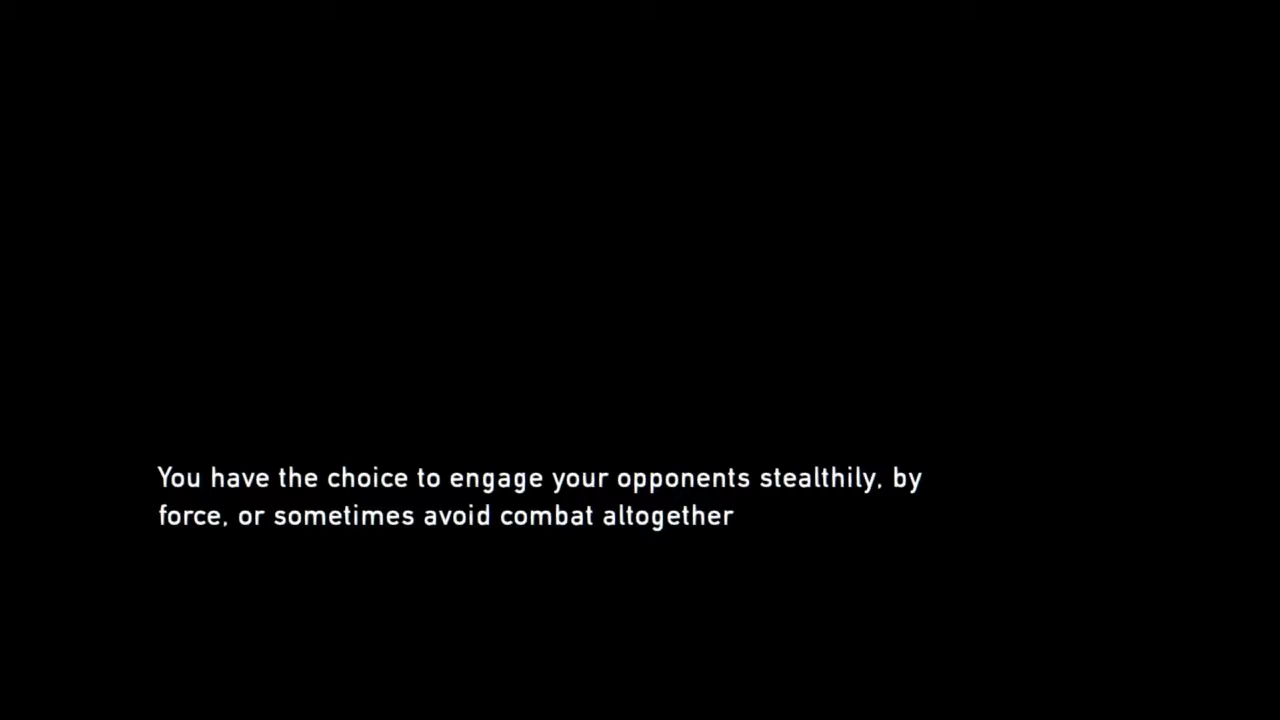 You have the choice to engage your opponents stealthily, by
force, or sometimes avoid combat altogether